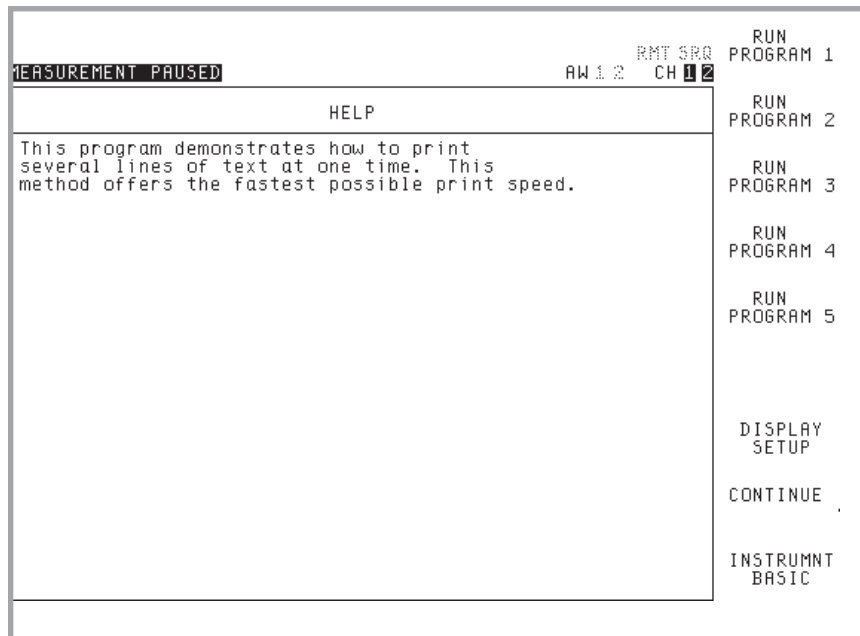 RMT SRQ
MEASUREMENT PAUSED AW 1 2 CH 1 2
HELP
This program demonstrates how to print
several lines of text at one time. This
method offers the fastest possible print speed.
RUN
PROGRAM 1
RUN
PROGRAM 2
RUN
PROGRAM 3
RUN
PROGRAM 4
RUN
PROGRAM 5
DISPLAY
SETUP
CONTINUE
INSTRUMNT
BASIC